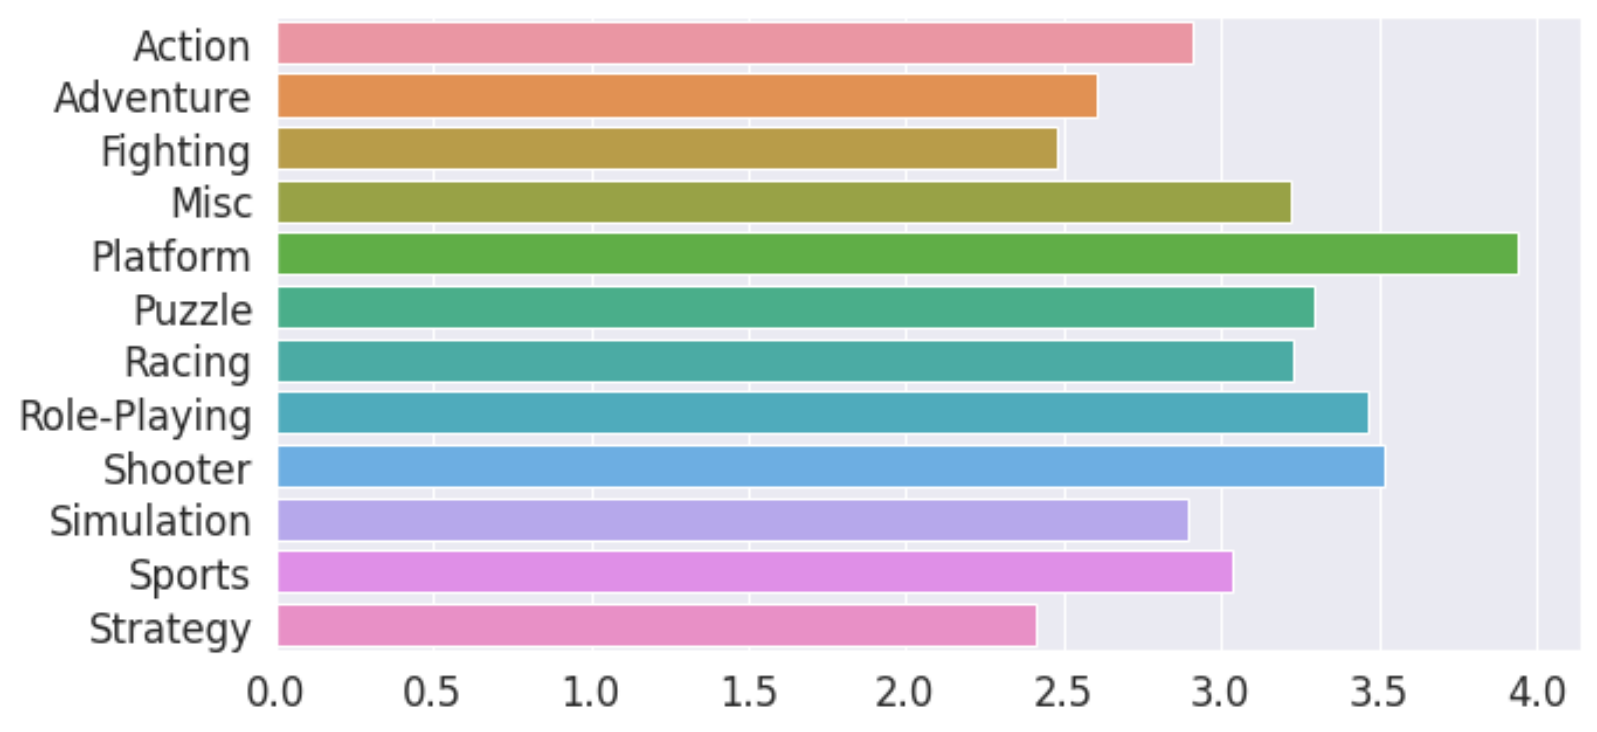 Action
Adventure
Fighting
Misc
Platform
Puzzle
Racing
Role-Playing
Shooter
Simulation
Sports
Strategy
0.0 0.5 1.0 1.5 2.0 2.5 3.0 3.5 4.0